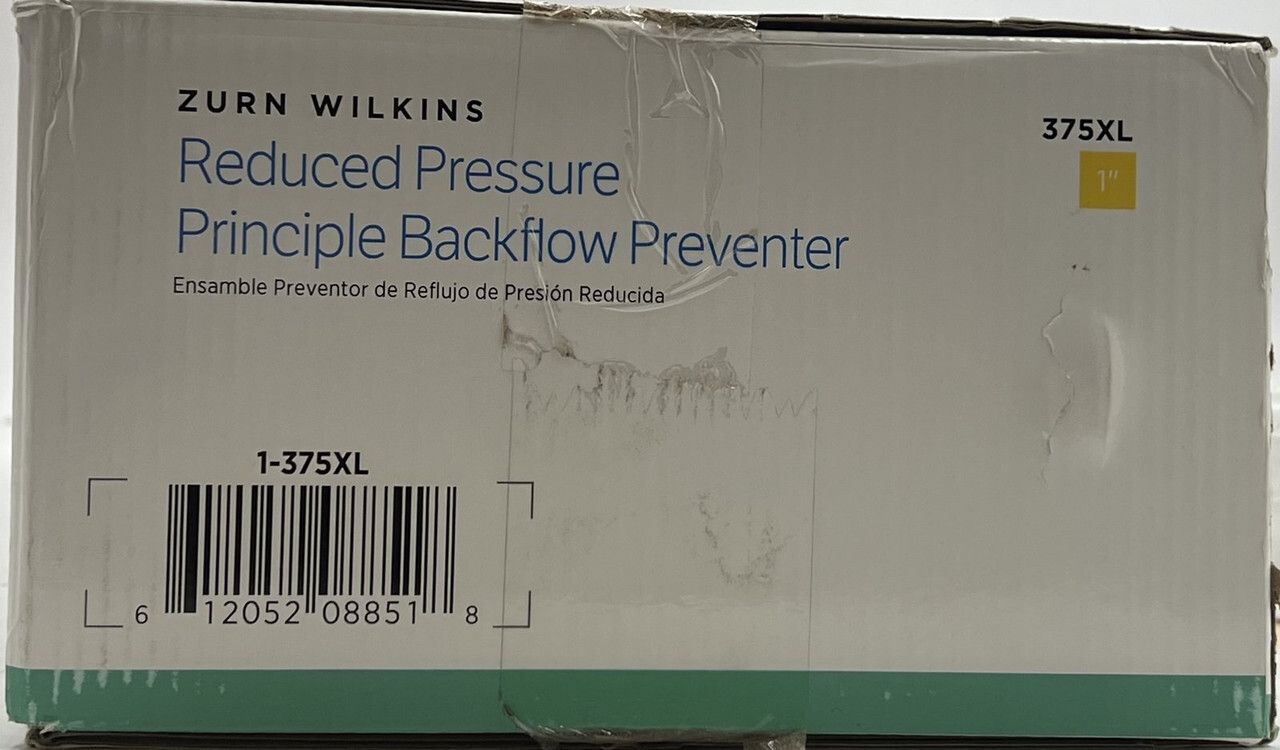 ZURN WILKINS
Reduced Pressure
Principle Backflow Preventer
Ensamble Preventor de Reflujo de Presión Reducida
375XL
1"
1-375XL
6 12052 08851 8